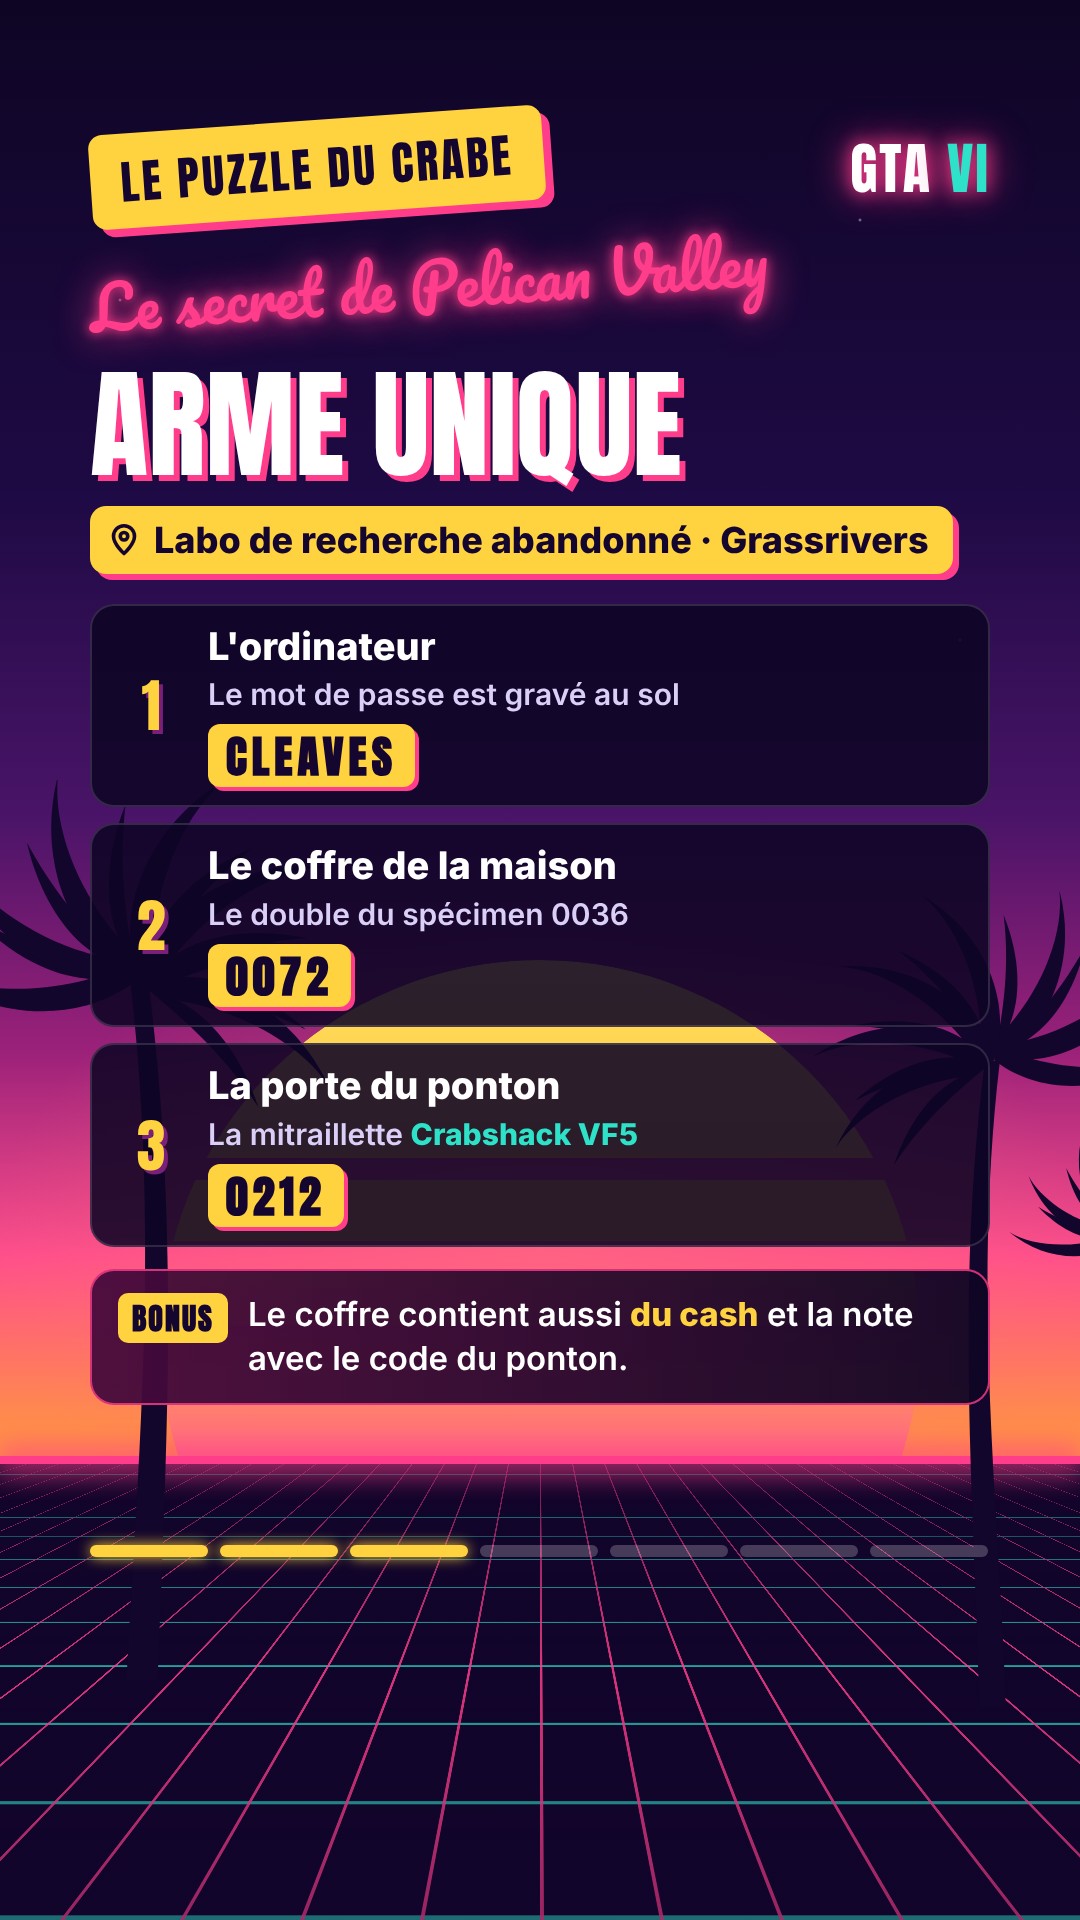 LE PUZZLE DU CRABE
GTA VI
Le secret de Pelican Valley
ARME UNIQUE
Labo de recherche abandonné · Grassrivers
1
L'ordinateur
Le mot de passe est gravé au sol
CLEAVES
2
Le coffre de la maison
Le double du spécimen 0036
0072
3
La porte du ponton
La mitraillette Crabshack VF5
0212
BONUS
Le coffre contient aussi du cash et la note
avec le code du ponton.